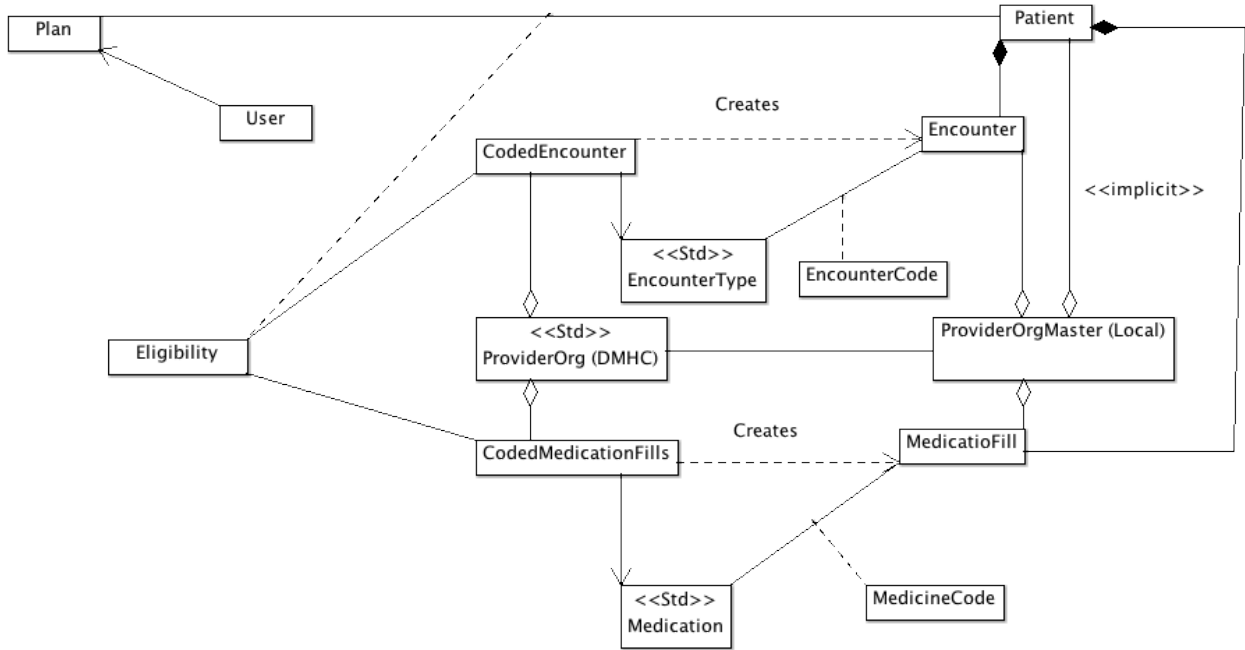 Patient
Plan
User
Creates
Encounter
CodedEncounter
<<implicit>>
<<Std>>
EncounterType
EncounterCode
<<Std>>
ProviderOrg (DMHC)
ProviderOrgMaster (Local)
Eligibility
Creates
MedicatioFill
CodedMedicationFills
<<Std>>
Medication
MedicineCode